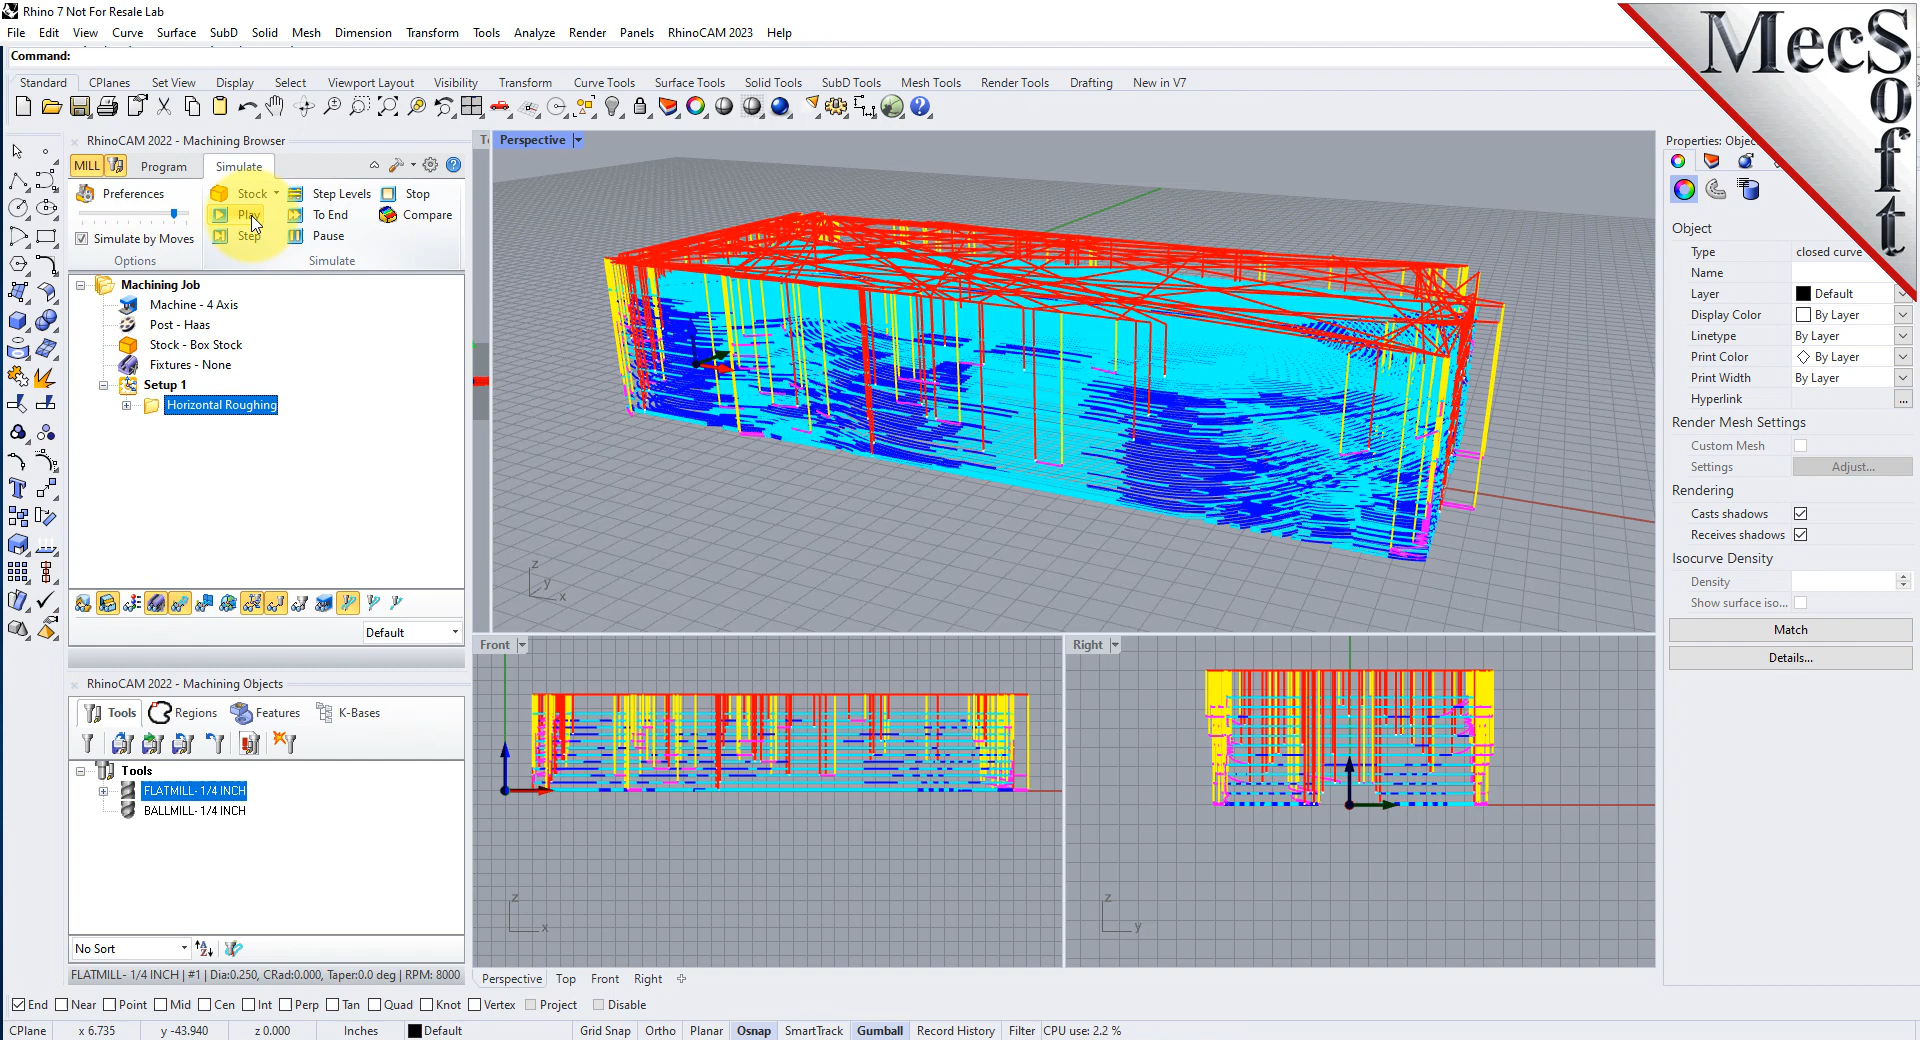 Rhino 7 Not For Resale Lab
File Edit View Curve Surface SubD Solid Mesh Dimension Transform Tools Analyze Render Panels RhinoCAM 2023 Help
Command:
Standard CPlanes Set View Display Select Viewport Layout Visibility Transform Curve Tools Surface Tools Solid Tools SubD Tools Mesh Tools Render Tools Drafting New in V7
MecSoft
RhinoCAM 2022 - Machining Browser
MILL Program Simulate
Preferences Stock Step Levels Stop
Play To End Compare
Simulate by Moves Step Pause
Options Simulate
Machining Job
Machine - 4 Axis
Post - Haas
Stock - Box Stock
Fixtures - None
Setup 1
Horizontal Roughing
Default
RhinoCAM 2022 - Machining Objects
Tools Regions Features K-Bases
Tools
FLATMILL- 1/4 INCH
BALLMILL- 1/4 INCH
No Sort
FLATMILL- 1/4 INCH | #1 | Dia:0.250, CRad:0.000, Taper:0.0 deg | RPM: 8000
Perspective
z
y
x
Front
z
x
Right
z
y
Perspective Top Front Right
Properties: Objec
Object
Type closed curve
Name
Layer Default
Display Color By Layer
Linetype By Layer
Print Color By Layer
Print Width By Layer
Hyperlink ...
Render Mesh Settings
Custom Mesh
Settings Adjust...
Rendering
Casts shadows
Receives shadows
Isocurve Density
Density
Show surface iso...
Match
Details...
End Near Point Mid Cen Int Perp Tan Quad Knot Vertex Project Disable
CPlane x 6.735 y -43.940 z 0.000 Inches Default Grid Snap Ortho Planar Osnap SmartTrack Gumball Record History Filter CPU use: 2.2 %